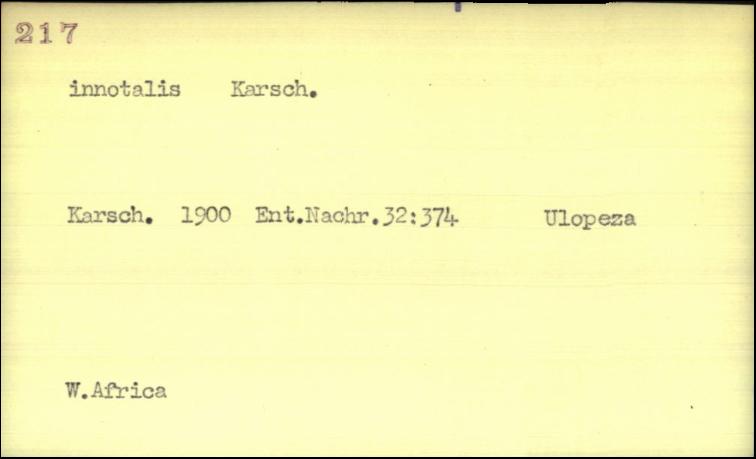 217
innotalis Karsch.
Karsch. 1900 Ent.Nachr.32:374 Ulopeza
W.Africa